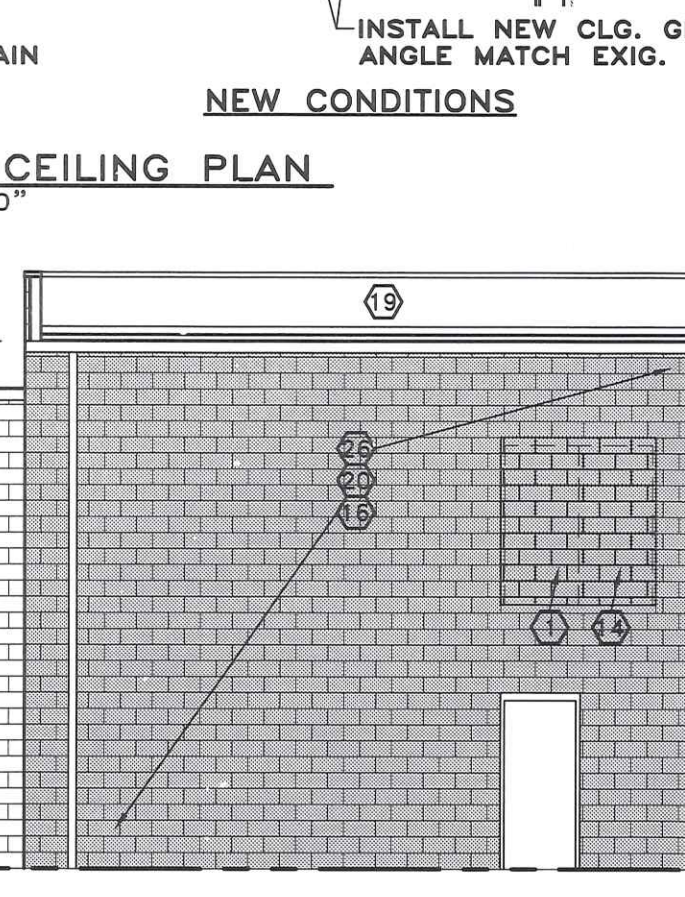 INSTALL NEW CLG.
AIN
ANGLE MATCH EXIG.
NEW CONDITIONS
CEILING PLAN
0"
19
26
20
16
1
14